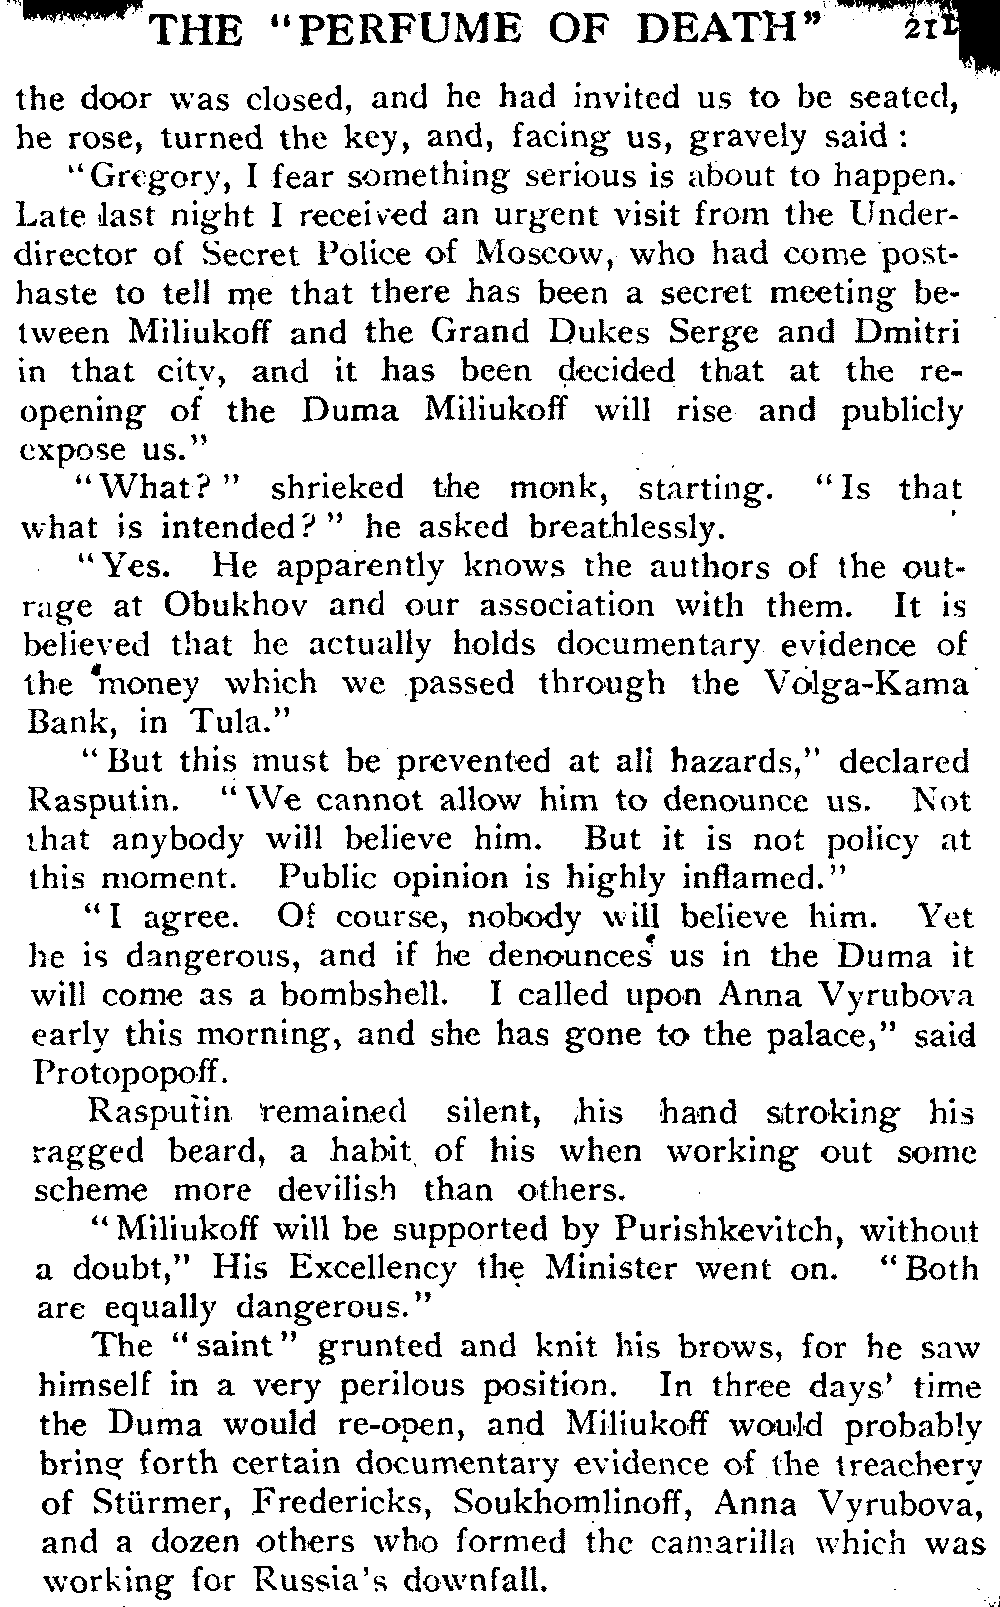 THE "PERFUME OF DEATH" 211
the door was closed, and he had invited us to be seated,
he rose, turned the key, and, facing us, gravely said :
"Gregory, I fear something serious is about to happen.
Late last night I received an urgent visit from the Under-
director of Secret Police of Moscow, who had come post-
haste to tell me that there has been a secret meeting be-
tween Miliukoff and the Grand Dukes Serge and Dmitri
in that city, and it has been decided that at the re-
opening of the Duma Miliukoff will rise and publicly
expose us."
"What?" shrieked the monk, starting. "Is that
what is intended?" he asked breathlessly.
"Yes. He apparently knows the authors of the out-
rage at Obukhov and our association with them. It is
believed that he actually holds documentary evidence of
the money which we passed through the Volga-Kama
Bank, in Tula."
"But this must be prevented at all hazards," declared
Rasputin. "We cannot allow him to denounce us. Not
that anybody will believe him. But it is not policy at
this moment. Public opinion is highly inflamed."
"I agree. Of course, nobody will believe him. Yet
he is dangerous, and if he denounces us in the Duma it
will come as a bombshell. I called upon Anna Vyrubova
early this morning, and she has gone to the palace," said
Protopopoff.
Rasputin remained silent, his hand stroking his
ragged beard, a habit of his when working out some
scheme more devilish than others.
"Miliukoff will be supported by Purishkevitch, without
a doubt," His Excellency the Minister went on. "Both
are equally dangerous."
The "saint" grunted and knit his brows, for he saw
himself in a very perilous position. In three days' time
the Duma would re-open, and Miliukoff would probably
bring forth certain documentary evidence of the treachery
of Stürmer, Fredericks, Soukhomlinoff, Anna Vyrubova,
and a dozen others who formed the camarilla which was
working for Russia's downfall.